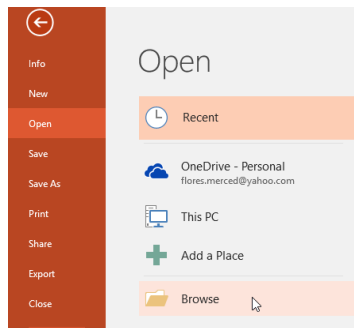 Info
New
Open
Save
Save As
Print
Share
Export
Close
Open
Recent
OneDrive - Personal
flores.merced@yahoo.com
This PC
Add a Place
Browse